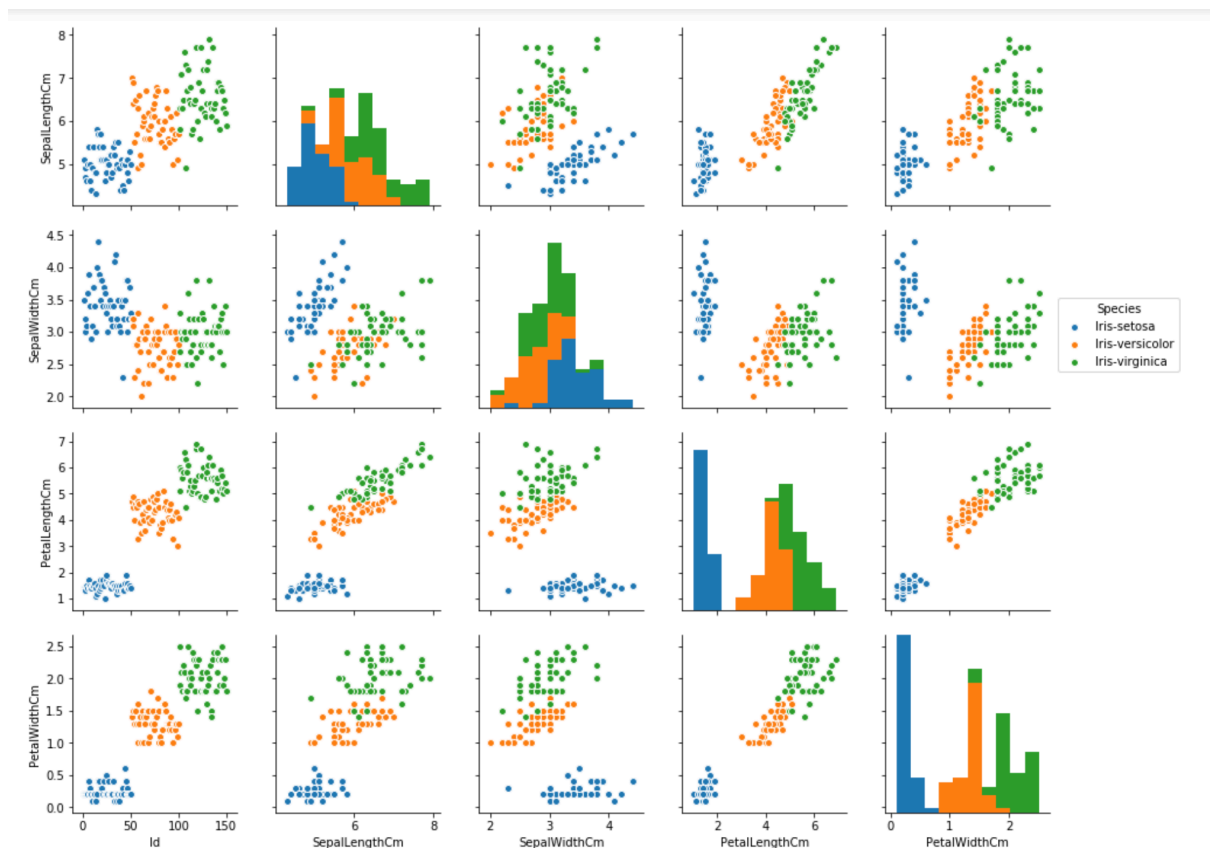 8
7
6
5
SepalLengthCm
4.5
4.0
3.5
3.0
2.5
2.0
SepalWidthCm
Species
Iris-setosa
Iris-versicolor
Iris-virginica
7
6
5
4
3
2
1
PetalLengthCm
2.5
2.0
1.5
1.0
0.5
0.0
PetalWidthCm
0 50 100 150
6 8
2 3 4
2 4 6
0 1 2
Id
SepalLengthCm
SepalWidthCm
PetalLengthCm
PetalWidthCm